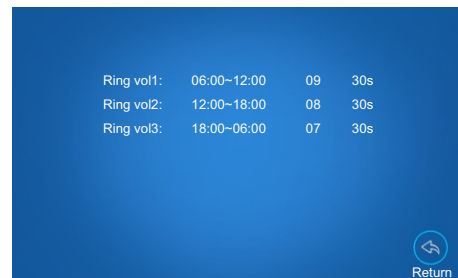 Ring vol1: 06:00~12:00 09 30s
Ring vol2: 12:00~18:00 08 30s
Ring vol3: 18:00~06:00 07 30s
Return